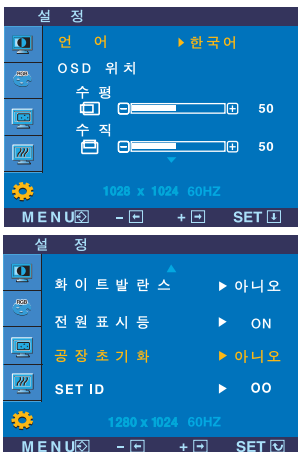 설 정
언 어 ▶한국어
OSD 위치
수 평
50
수 직
50
1028 x 1024 60HZ
MENU - + SET
설 정
RGB
화이트발란스 ▶아니오
전원표시등 ▶ ON
공장초기화 ▶아니오
SET ID ▶ 00
1280 x 1024 60HZ
MENU - + SET